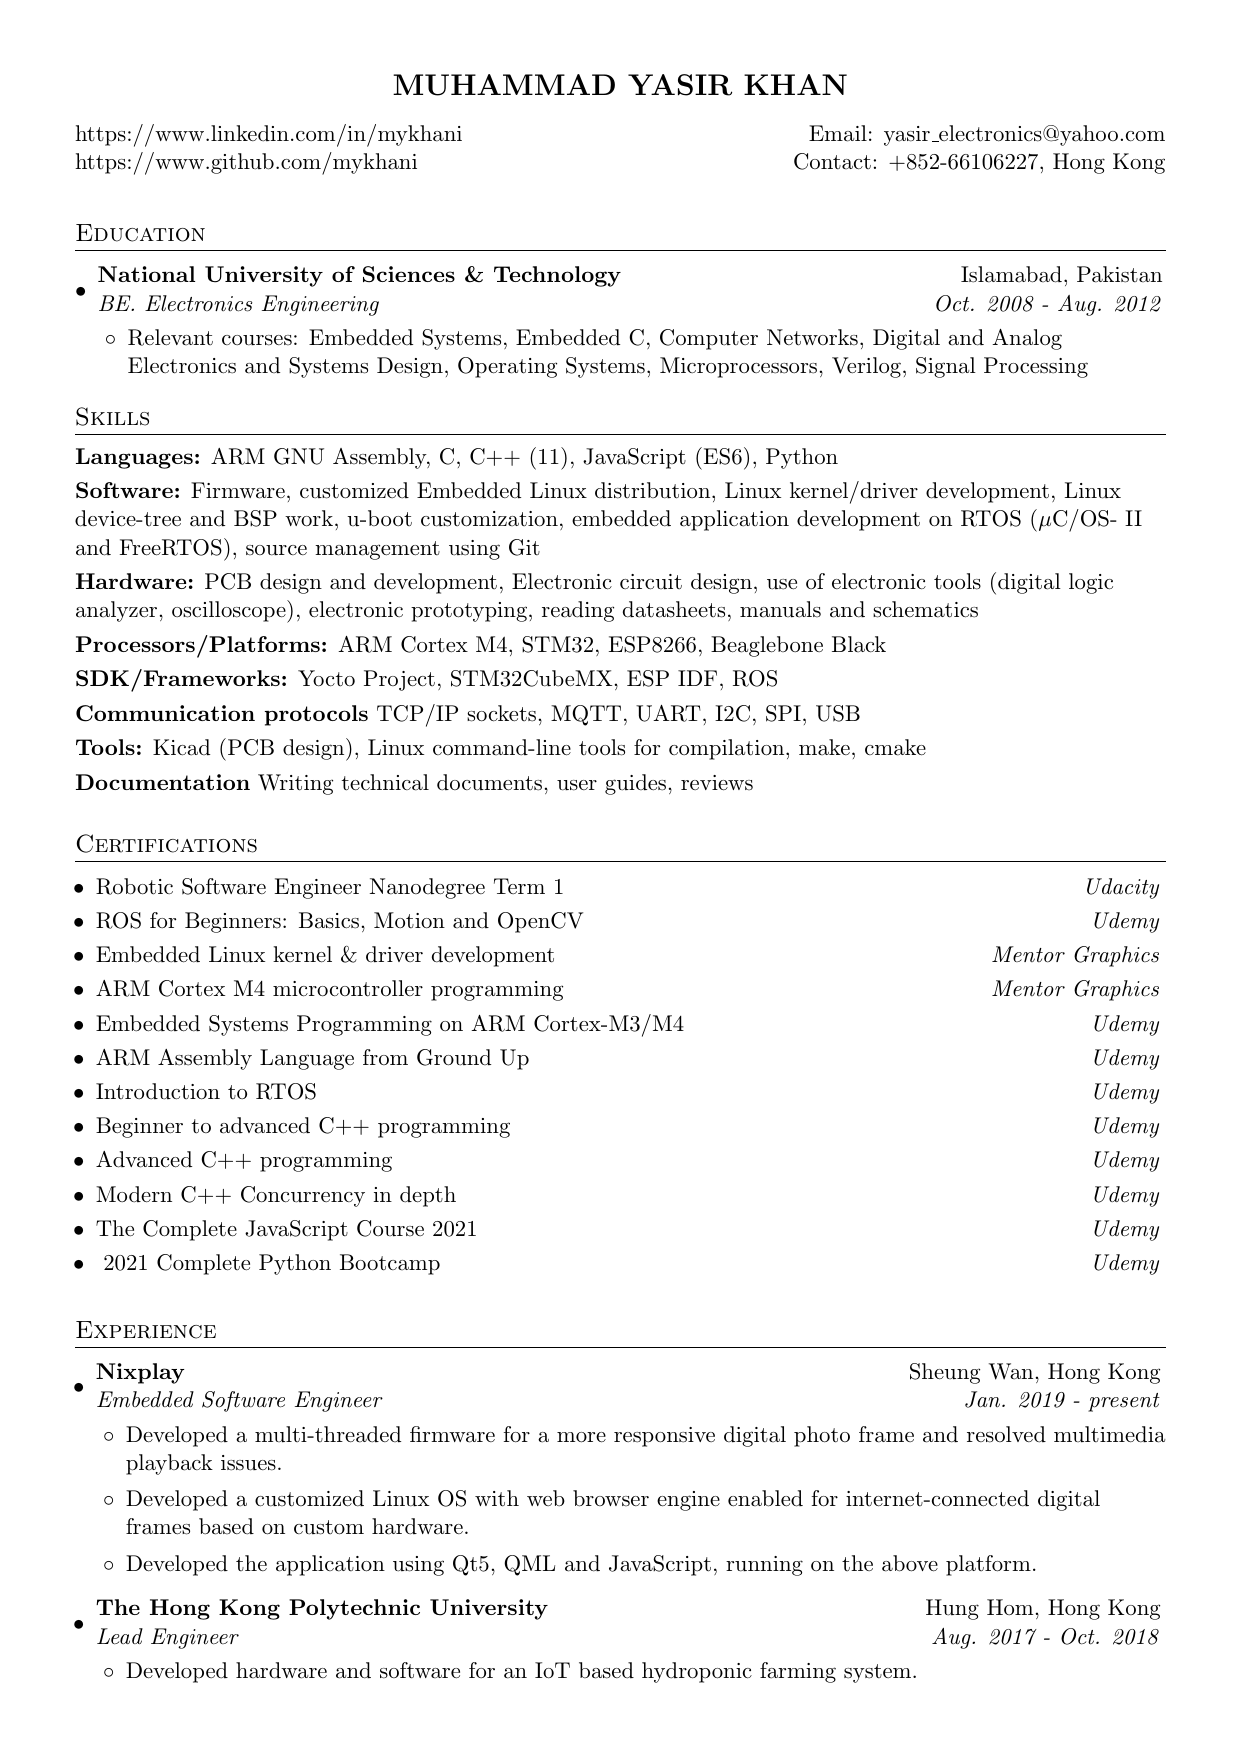 MUHAMMAD YASIR KHAN
https://www.linkedin.com/in/mykhani Email: yasir_electronics@yahoo.com
https://www.github.com/mykhani Contact: +852-66106227, Hong Kong
Education
• National University of Sciences & Technology Islamabad, Pakistan
BE. Electronics Engineering Oct. 2008 - Aug. 2012
◦ Relevant courses: Embedded Systems, Embedded C, Computer Networks, Digital and Analog
Electronics and Systems Design, Operating Systems, Microprocessors, Verilog, Signal Processing
Skills
Languages: ARM GNU Assembly, C, C++ (11), JavaScript (ES6), Python
Software: Firmware, customized Embedded Linux distribution, Linux kernel/driver development, Linux
device-tree and BSP work, u-boot customization, embedded application development on RTOS (μC/OS- II
and FreeRTOS), source management using Git
Hardware: PCB design and development, Electronic circuit design, use of electronic tools (digital logic
analyzer, oscilloscope), electronic prototyping, reading datasheets, manuals and schematics
Processors/Platforms: ARM Cortex M4, STM32, ESP8266, Beaglebone Black
SDK/Frameworks: Yocto Project, STM32CubeMX, ESP IDF, ROS
Communication protocols TCP/IP sockets, MQTT, UART, I2C, SPI, USB
Tools: Kicad (PCB design), Linux command-line tools for compilation, make, cmake
Documentation Writing technical documents, user guides, reviews
Certifications
• Robotic Software Engineer Nanodegree Term 1 Udacity
• ROS for Beginners: Basics, Motion and OpenCV Udemy
• Embedded Linux kernel & driver development Mentor Graphics
• ARM Cortex M4 microcontroller programming Mentor Graphics
• Embedded Systems Programming on ARM Cortex-M3/M4 Udemy
• ARM Assembly Language from Ground Up Udemy
• Introduction to RTOS Udemy
• Beginner to advanced C++ programming Udemy
• Advanced C++ programming Udemy
• Modern C++ Concurrency in depth Udemy
• The Complete JavaScript Course 2021 Udemy
• 2021 Complete Python Bootcamp Udemy
Experience
• Nixplay Sheung Wan, Hong Kong
Embedded Software Engineer Jan. 2019 - present
◦ Developed a multi-threaded firmware for a more responsive digital photo frame and resolved multimedia
playback issues.
◦ Developed a customized Linux OS with web browser engine enabled for internet-connected digital
frames based on custom hardware.
◦ Developed the application using Qt5, QML and JavaScript, running on the above platform.
• The Hong Kong Polytechnic University Hung Hom, Hong Kong
Lead Engineer Aug. 2017 - Oct. 2018
◦ Developed hardware and software for an IoT based hydroponic farming system.